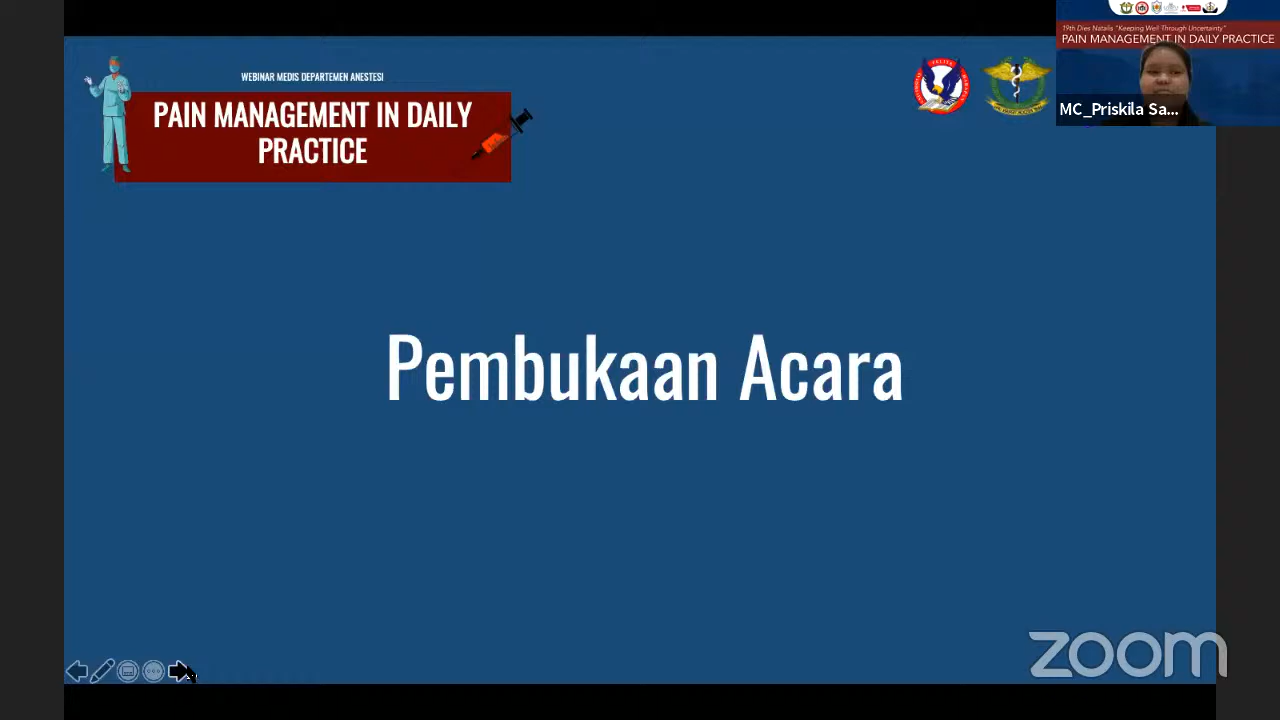 WEBINAR MEDIS DEPARTEMEN ANESTESI
PAIN MANAGEMENT IN DAILY
PRACTICE
19th Dies Natalis "Keeping Well Through Uncertainty"
PAIN MANAGEMENT IN DAILY PRACTICE
MC_Priskila Sa...
Pembukaan Acara
zoom